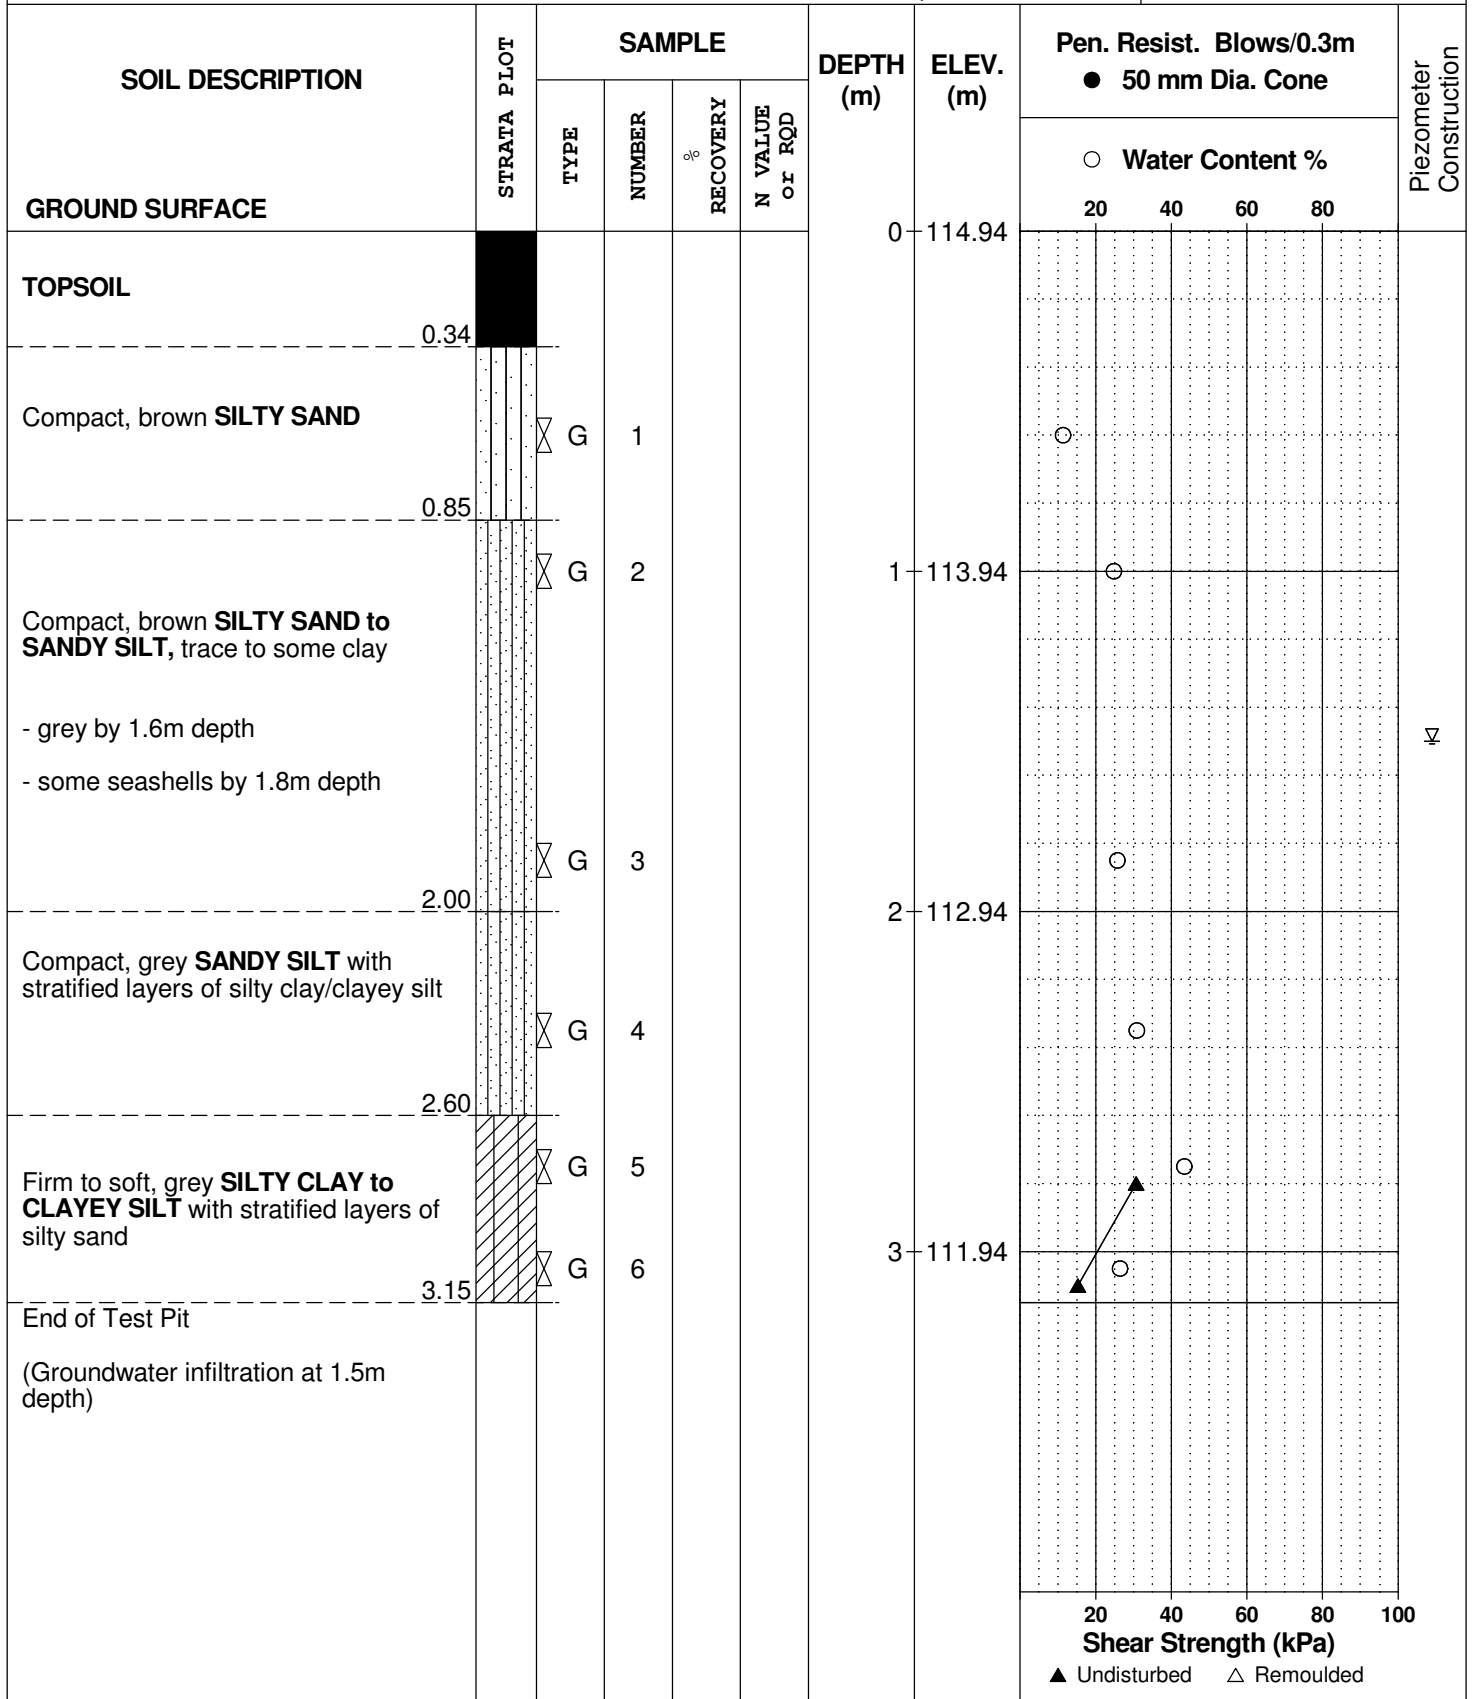 SOIL DESCRIPTION
GROUND SURFACE
STRATA PLOT
SAMPLE
TYPE
NUMBER
%
RECOVERY
N VALUE
or RQD
DEPTH
(m)
ELEV.
(m)
Pen. Resist. Blows/0.3m
● 50 mm Dia. Cone
○ Water Content %
20 40 60 80
Piezometer
Construction
0 114.94
TOPSOIL
0.34
Compact, brown SILTY SAND
G 1
0.85
G 2
1 113.94
Compact, brown SILTY SAND to
SANDY SILT, trace to some clay
- grey by 1.6m depth
- some seashells by 1.8m depth
G 3
2.00
2 112.94
Compact, grey SANDY SILT with
stratified layers of silty clay/clayey silt
G 4
2.60
G 5
Firm to soft, grey SILTY CLAY to
CLAYEY SILT with stratified layers of
silty sand
3 111.94
G 6
3.15
End of Test Pit
(Groundwater infiltration at 1.5m
depth)
20 40 60 80 100
Shear Strength (kPa)
▲ Undisturbed △ Remoulded